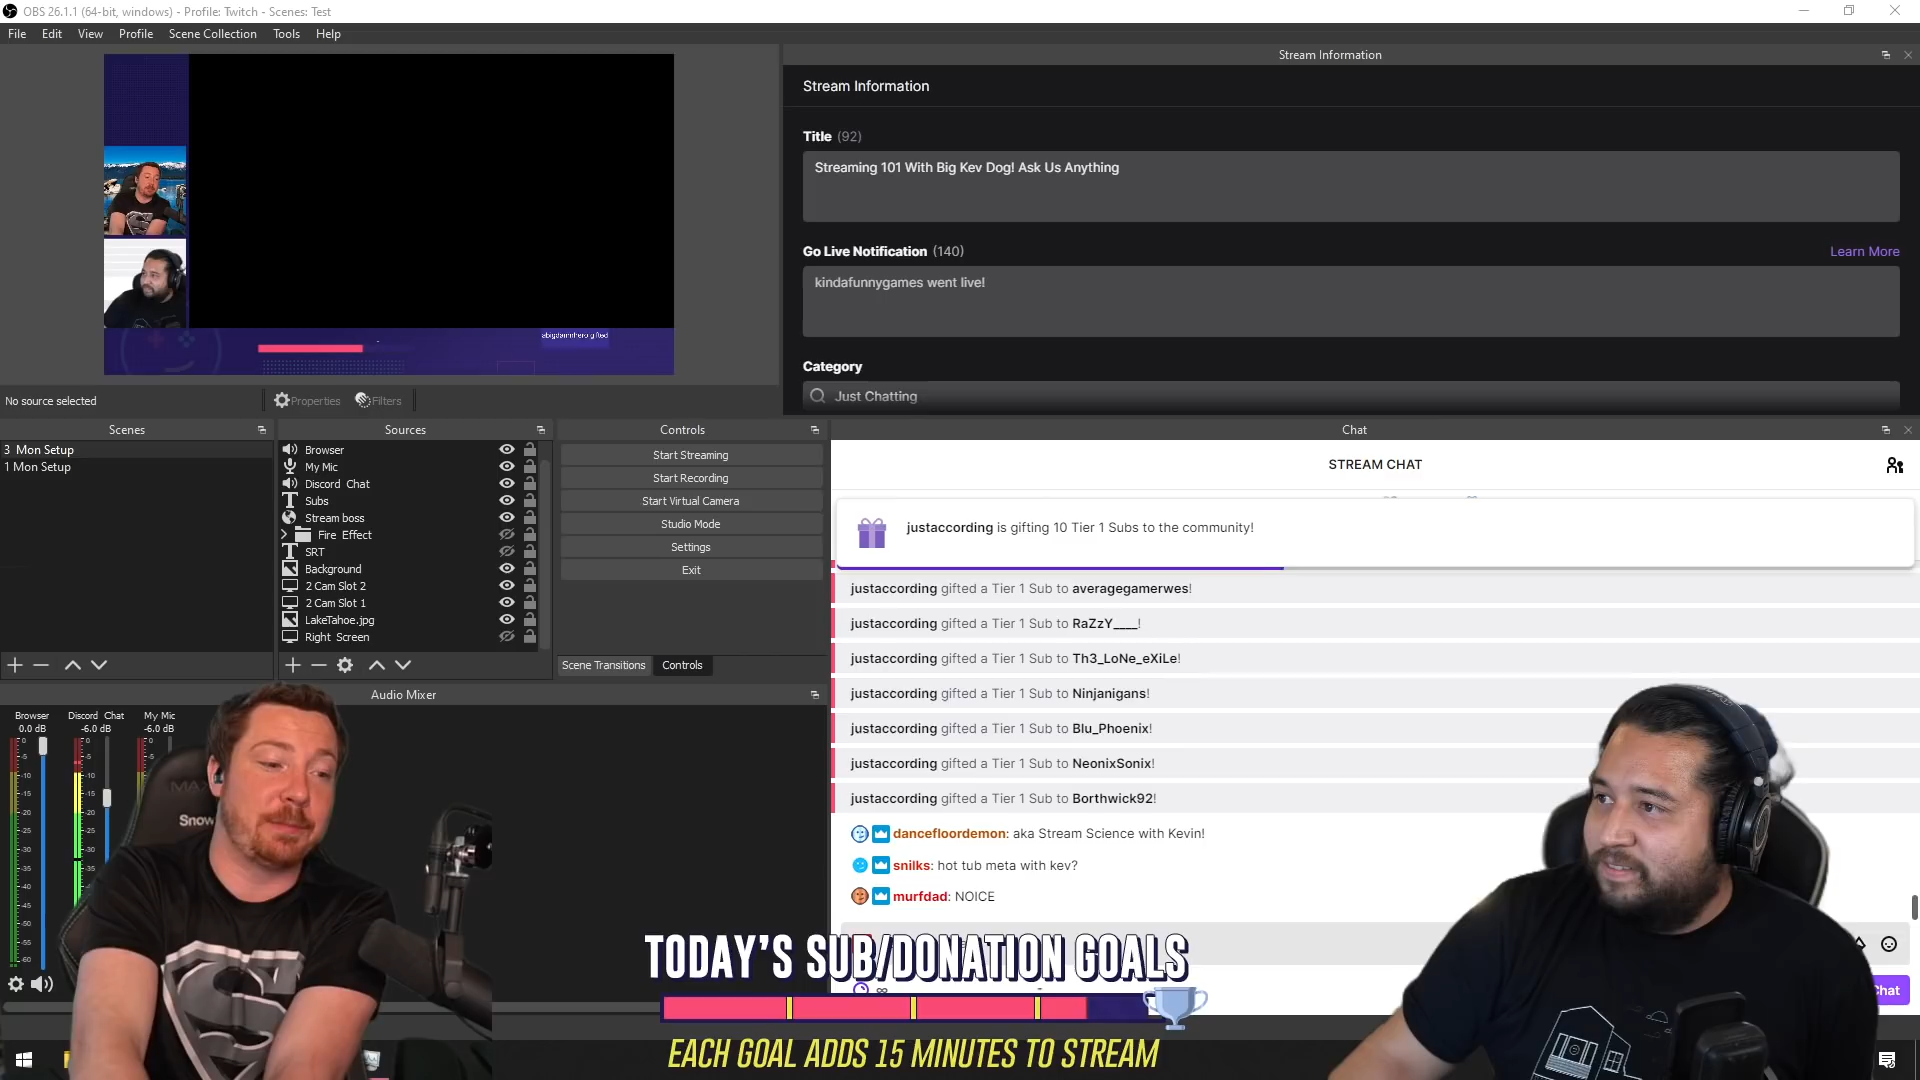 OBS 26.1.1 (64-bit, windows) - Profile: Twitch - Scenes: Test
File Edit View Profile Scene Collection Tools Help
Stream Information
Stream Information
Title (92)
Streaming 101 With Big Kev Dog! Ask Us Anything
Go Live Notification (140)
Learn More
kindafunnygames went live!
Category
Just Chatting
abigdamnhero gifted
No source selected
Properties
Filters
Scenes
3 Mon Setup
1 Mon Setup
Sources
Browser
My Mic
Discord Chat
Subs
Stream boss
Fire Effect
SRT
Background
2 Cam Slot 2
2 Cam Slot 1
LakeTahoe.jpg
Right Screen
Controls
Start Streaming
Start Recording
Start Virtual Camera
Studio Mode
Settings
Exit
Scene Transitions
Controls
Chat
STREAM CHAT
justaccording is gifting 10 Tier 1 Subs to the community!
justaccording gifted a Tier 1 Sub to averagegamerwes!
justaccording gifted a Tier 1 Sub to RaZzY____!
justaccording gifted a Tier 1 Sub to Th3_LoNe_eXiLe!
justaccording gifted a Tier 1 Sub to Ninjanigans!
justaccording gifted a Tier 1 Sub to Blu_Phoenix!
justaccording gifted a Tier 1 Sub to NeonixSonix!
justaccording gifted a Tier 1 Sub to Borthwick92!
dancefloordemon: aka Stream Science with Kevin!
snilks: hot tub meta with kev?
murfdad: NOICE
Chat
Audio Mixer
Browser
0.0 dB
Discord Chat
-6.0 dB
My Mic
-6.0 dB
TODAY'S SUB/DONATION GOALS
EACH GOAL ADDS 15 MINUTES TO STREAM